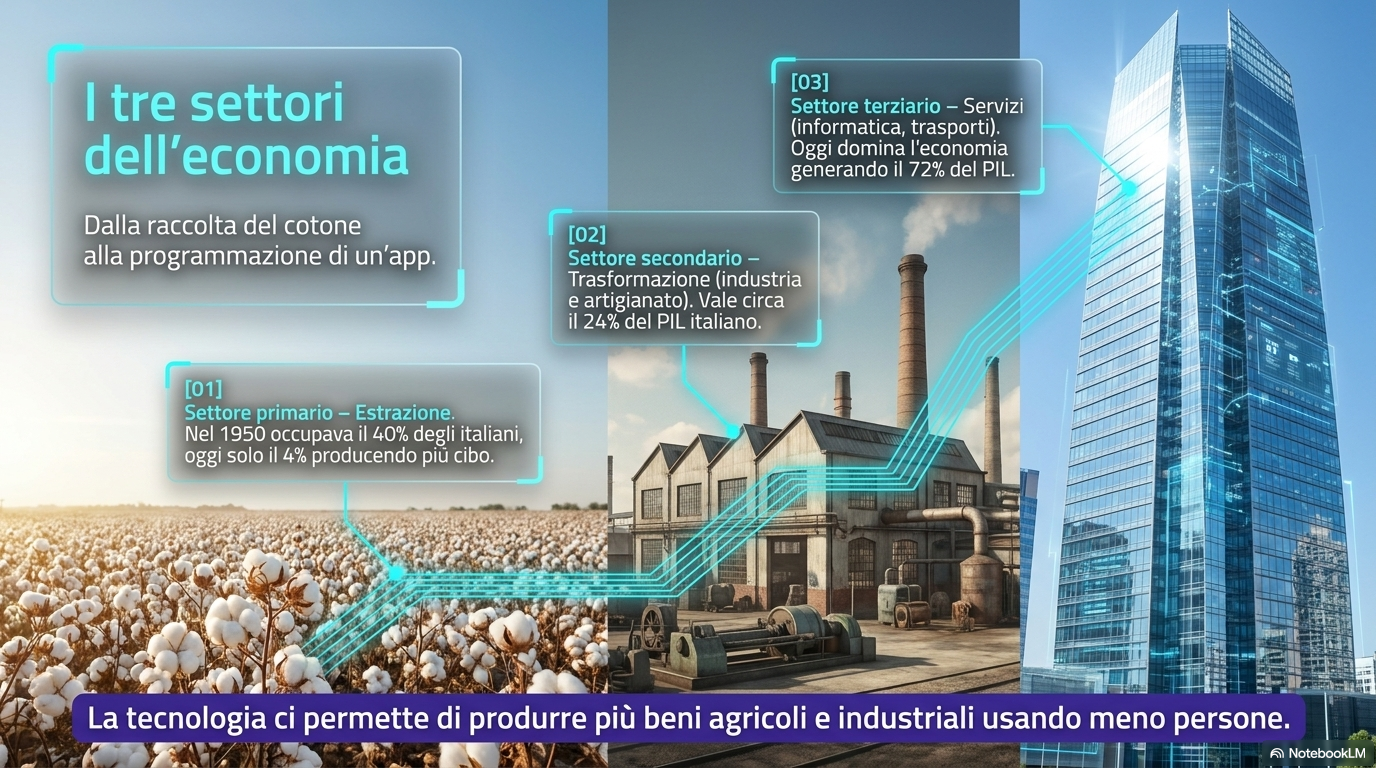 I tre settori
dell'economia
Dalla raccolta del cotone
alla programmazione di un'app.
[01]
Settore primario – Estrazione.
Nel 1950 occupava il 40% degli italiani,
oggi solo il 4% producendo più cibo.
[02]
Settore secondario –
Trasformazione (industria
e artigianato). Vale circa
il 24% del PIL italiano.
[03]
Settore terziario – Servizi
(informatica, trasporti).
Oggi domina l'economia
generando il 72% del PIL.
La tecnologia ci permette di produrre più beni agricoli e industriali usando meno persone.
NotebookLM